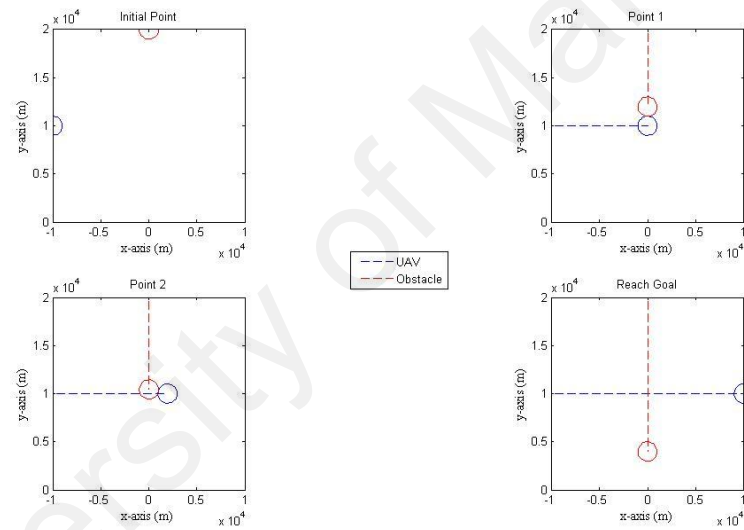 Initial Point
x 10^4
2
1.5
1
0.5
0
-1 -0.5 0 0.5 1
x 10^4
y-axis (m)
x-axis (m)
Point 1
x 10^4
2
1.5
1
0.5
0
-1 -0.5 0 0.5 1
x 10^4
y-axis (m)
x-axis (m)
UAV
Obstacle
Point 2
x 10^4
2
1.5
1
0.5
0
-1 -0.5 0 0.5 1
x 10^4
y-axis (m)
x-axis (m)
Reach Goal
x 10^4
2
1.5
1
0.5
0
-1 -0.5 0 0.5 1
x 10^4
y-axis (m)
x-axis (m)
ersity of Ma